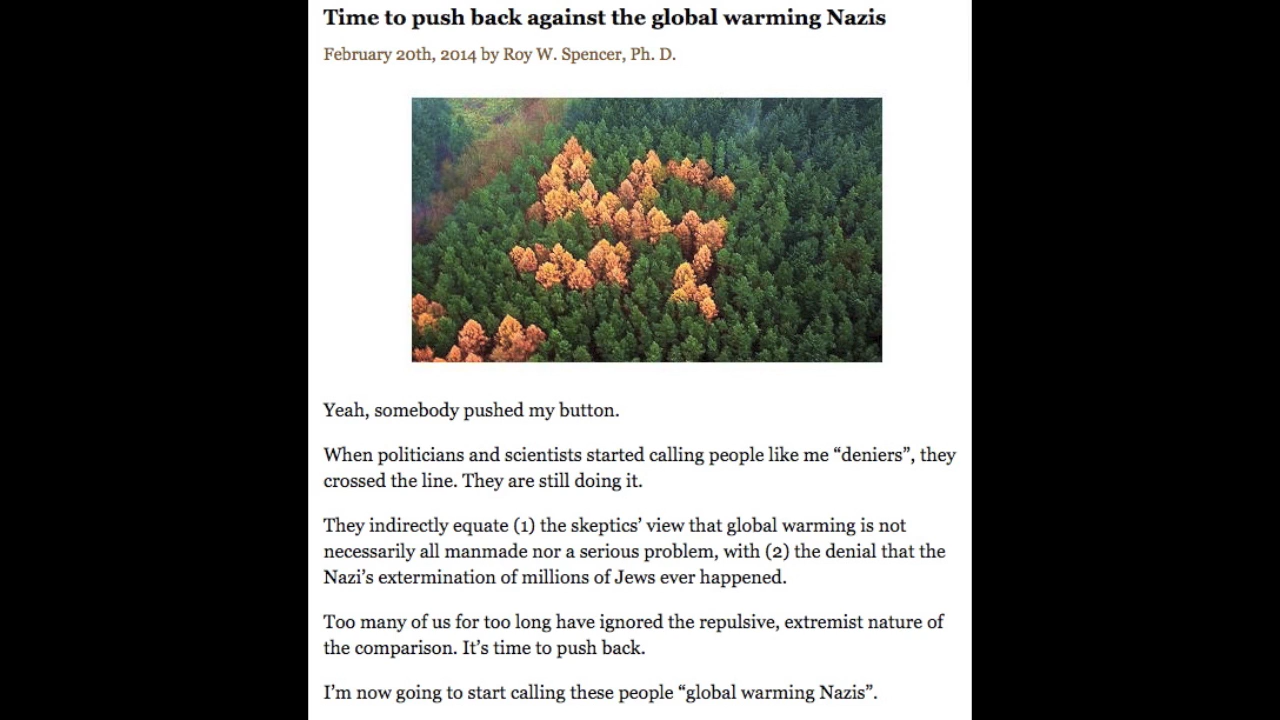 Time to push back against the global warming Nazis
February 20th, 2014 by Roy W. Spencer, Ph. D.
Yeah, somebody pushed my button.
When politicians and scientists started calling people like me “deniers”, they
crossed the line. They are still doing it.
They indirectly equate (1) the skeptics’ view that global warming is not
necessarily all manmade nor a serious problem, with (2) the denial that the
Nazi’s extermination of millions of Jews ever happened.
Too many of us for too long have ignored the repulsive, extremist nature of
the comparison. It’s time to push back.
I’m now going to start calling these people “global warming Nazis”.